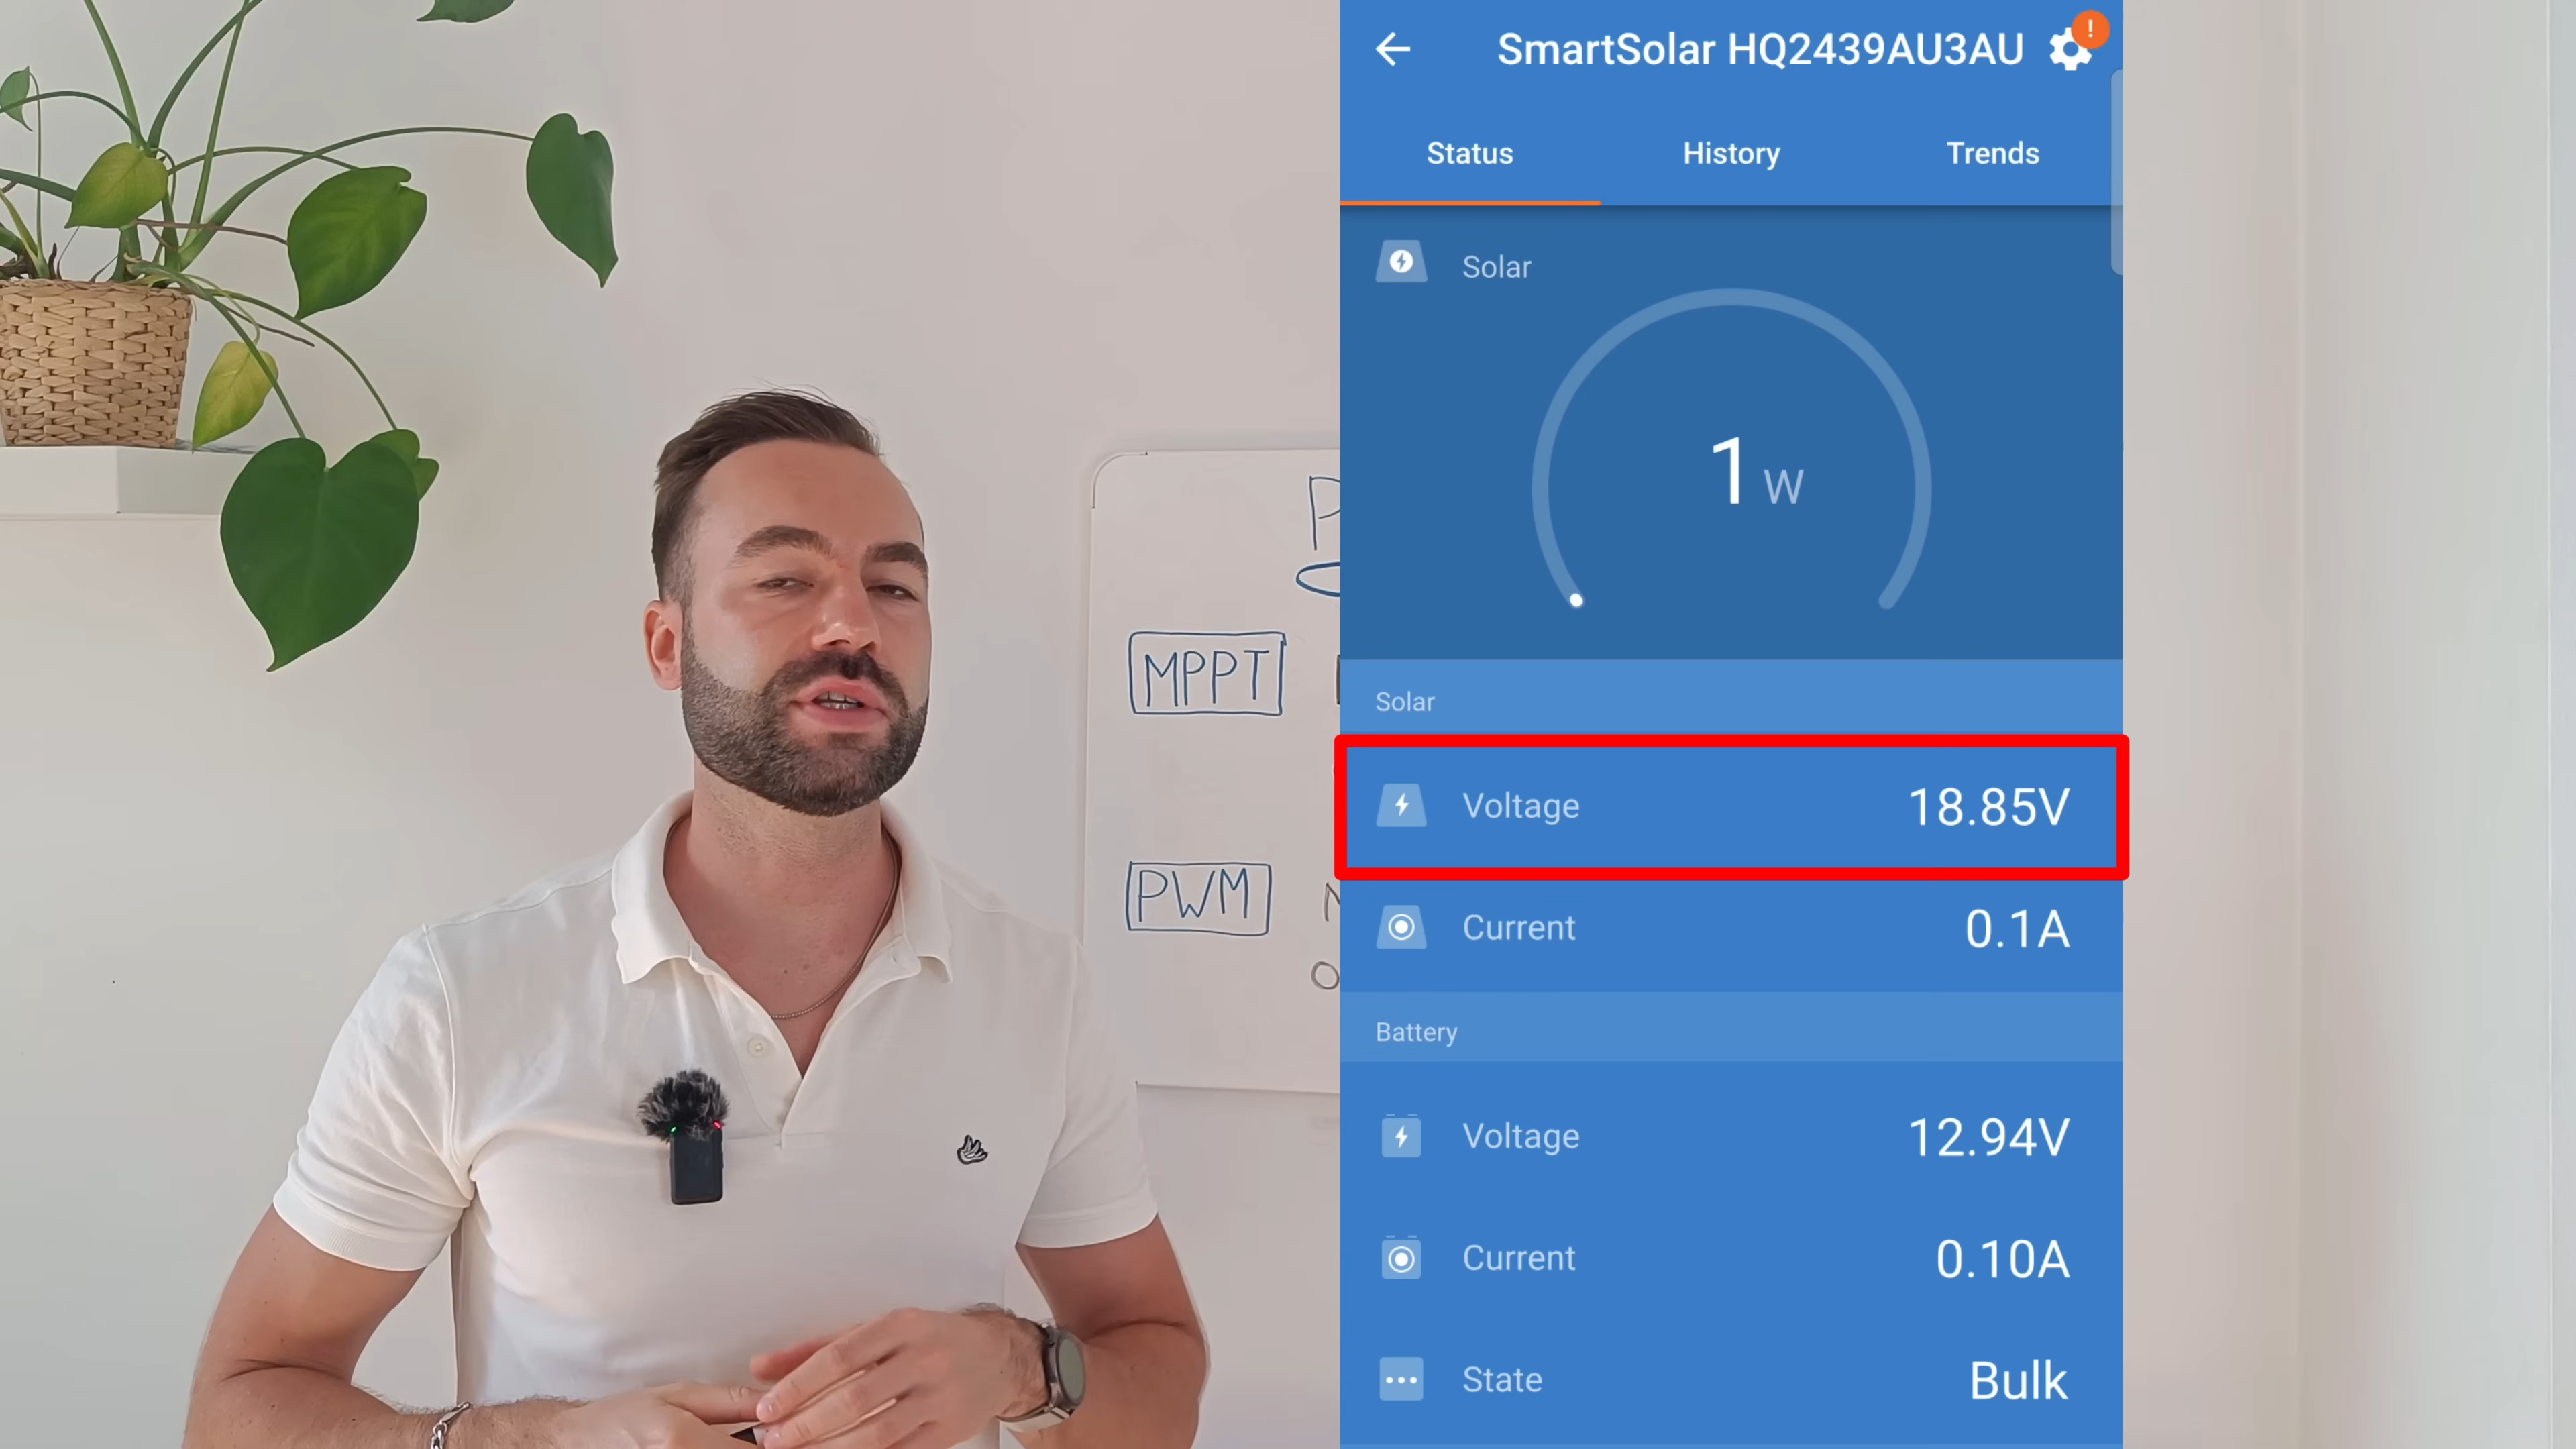 SmartSolar HQ2439AU3AU
!
Status
History
Trends
Solar
1 W
Solar
Voltage 18.85V
Current 0.1A
Battery
Voltage 12.94V
Current 0.10A
State Bulk
P
MPPT
PWM